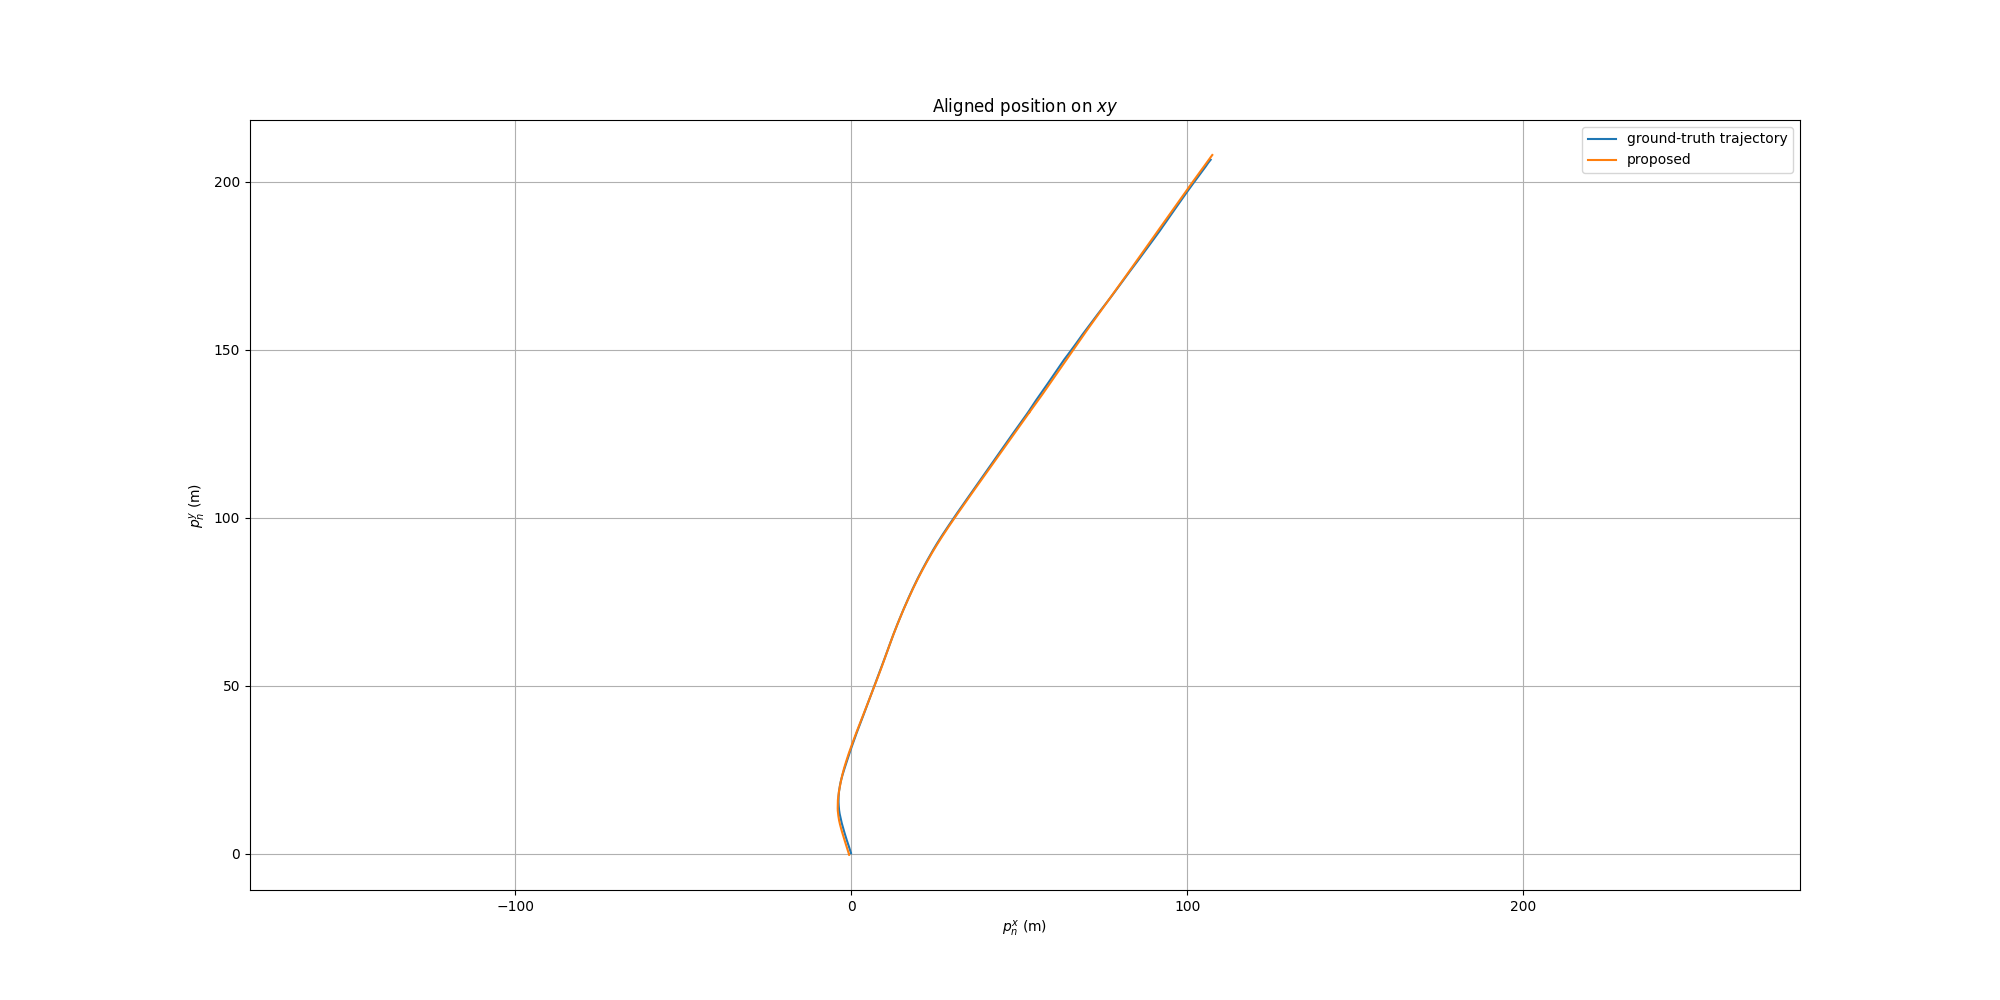 Aligned position on xy
ground-truth trajectory
proposed
200
150
100
50
0
p_n^y (m)
−100
0
100
200
p_n^x (m)